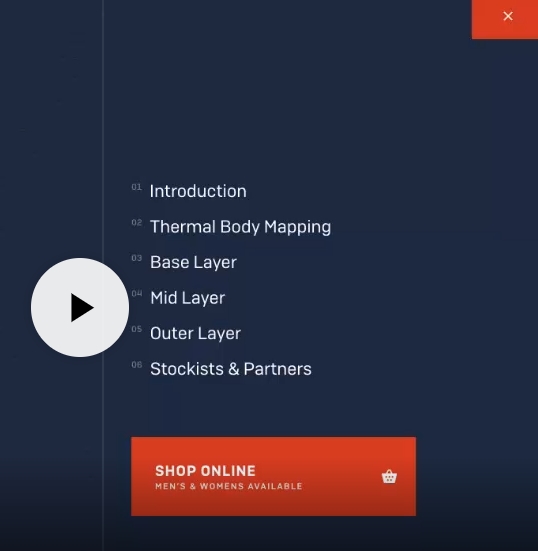 01 Introduction
02 Thermal Body Mapping
03 Base Layer
04 Mid Layer
05 Outer Layer
06 Stockists & Partners
SHOP ONLINE
MEN'S & WOMENS AVAILABLE